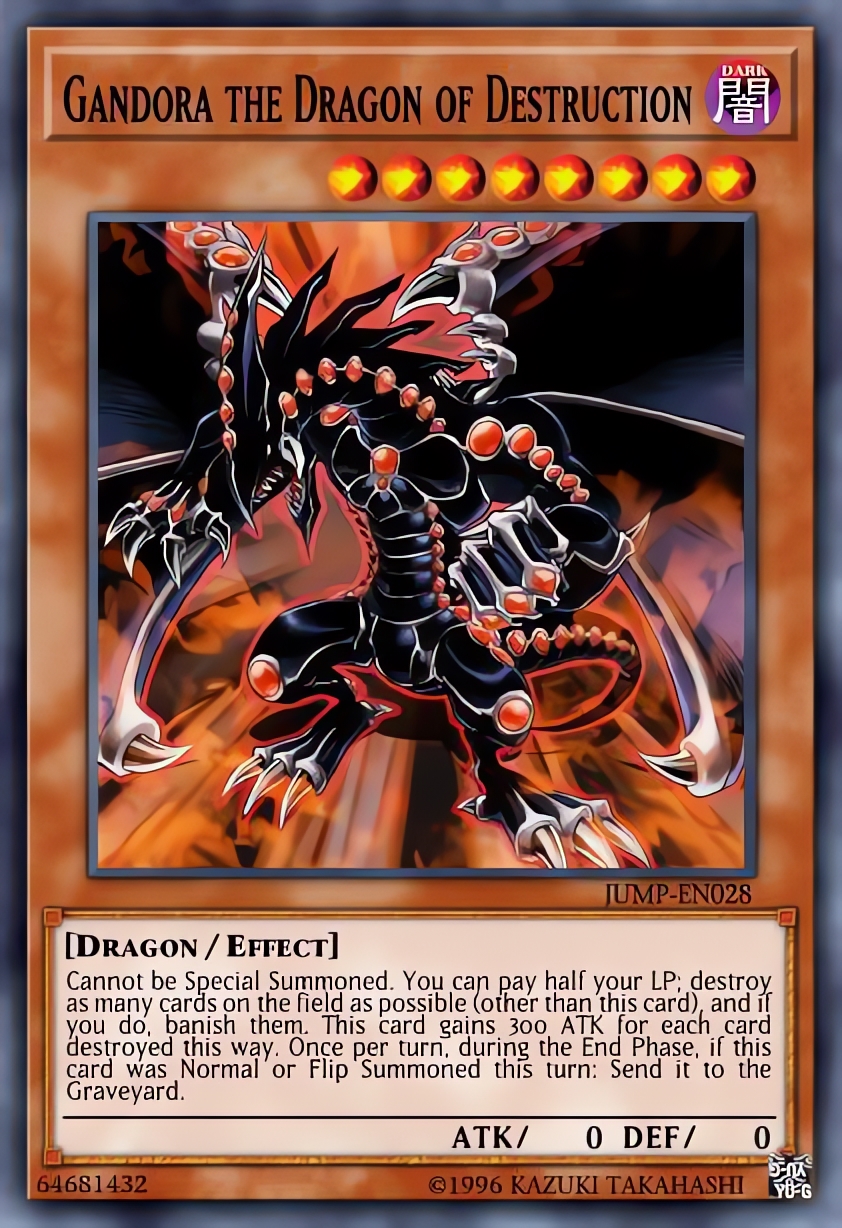 GANDORA THE DRAGON OF DESTRUCTION
DARK
闇
JUMP-EN028
[DRAGON / EFFECT]
Cannot be Special Summoned. You can pay half your LP; destroy
as many cards on the field as possible (other than this card), and if
you do, banish them. This card gains 300 ATK for each card
destroyed this way. Once per turn, during the End Phase, if this
card was Normal or Flip Summoned this turn: Send it to the
Graveyard.
ATK/ 0 DEF/ 0
64681432
©1996 KAZUKI TAKAHASHI